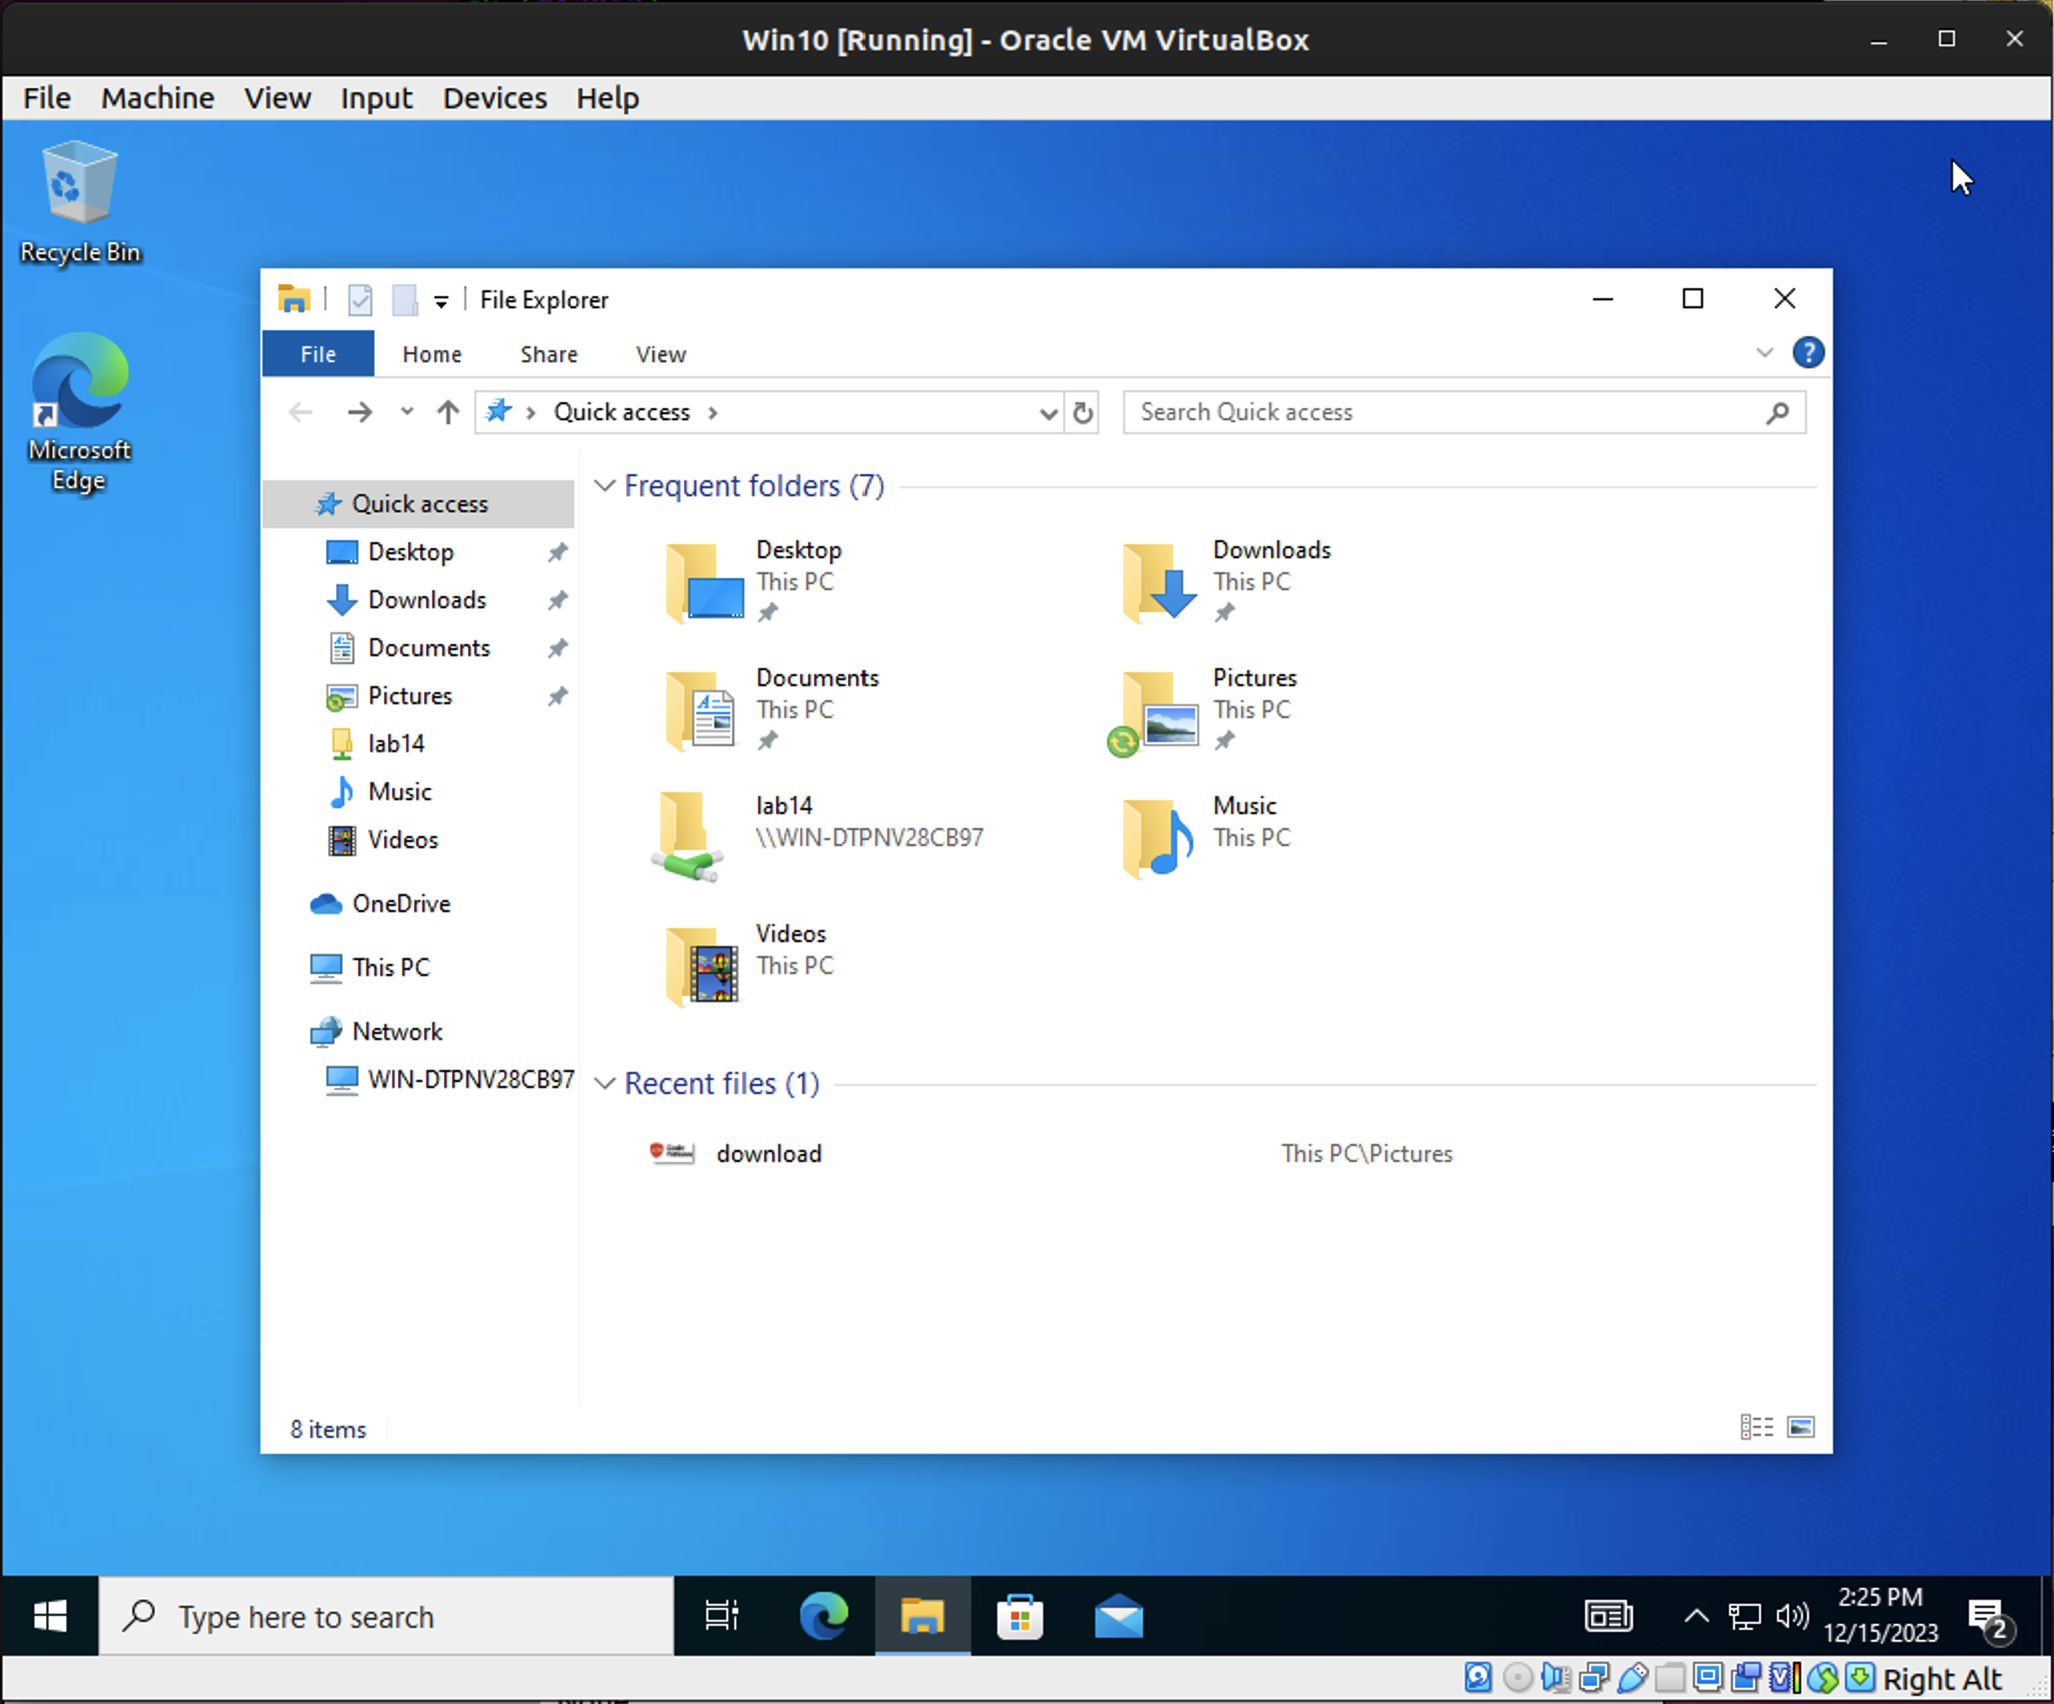 Win10 [Running] - Oracle VM VirtualBox
File Machine View Input Devices Help
Recycle Bin
Microsoft
Edge
File Explorer
File Home Share View
Quick access
Search Quick access
Quick access
Desktop
Downloads
Documents
Pictures
lab14
Music
Videos
OneDrive
This PC
Network
WIN-DTPNV28CB97
Frequent folders (7)
Desktop
This PC
Downloads
This PC
Documents
This PC
Pictures
This PC
lab14
\\WIN-DTPNV28CB97
Music
This PC
Videos
This PC
Recent files (1)
download This PC\Pictures
8 items
Type here to search
2:25 PM
12/15/2023
2
Right Alt